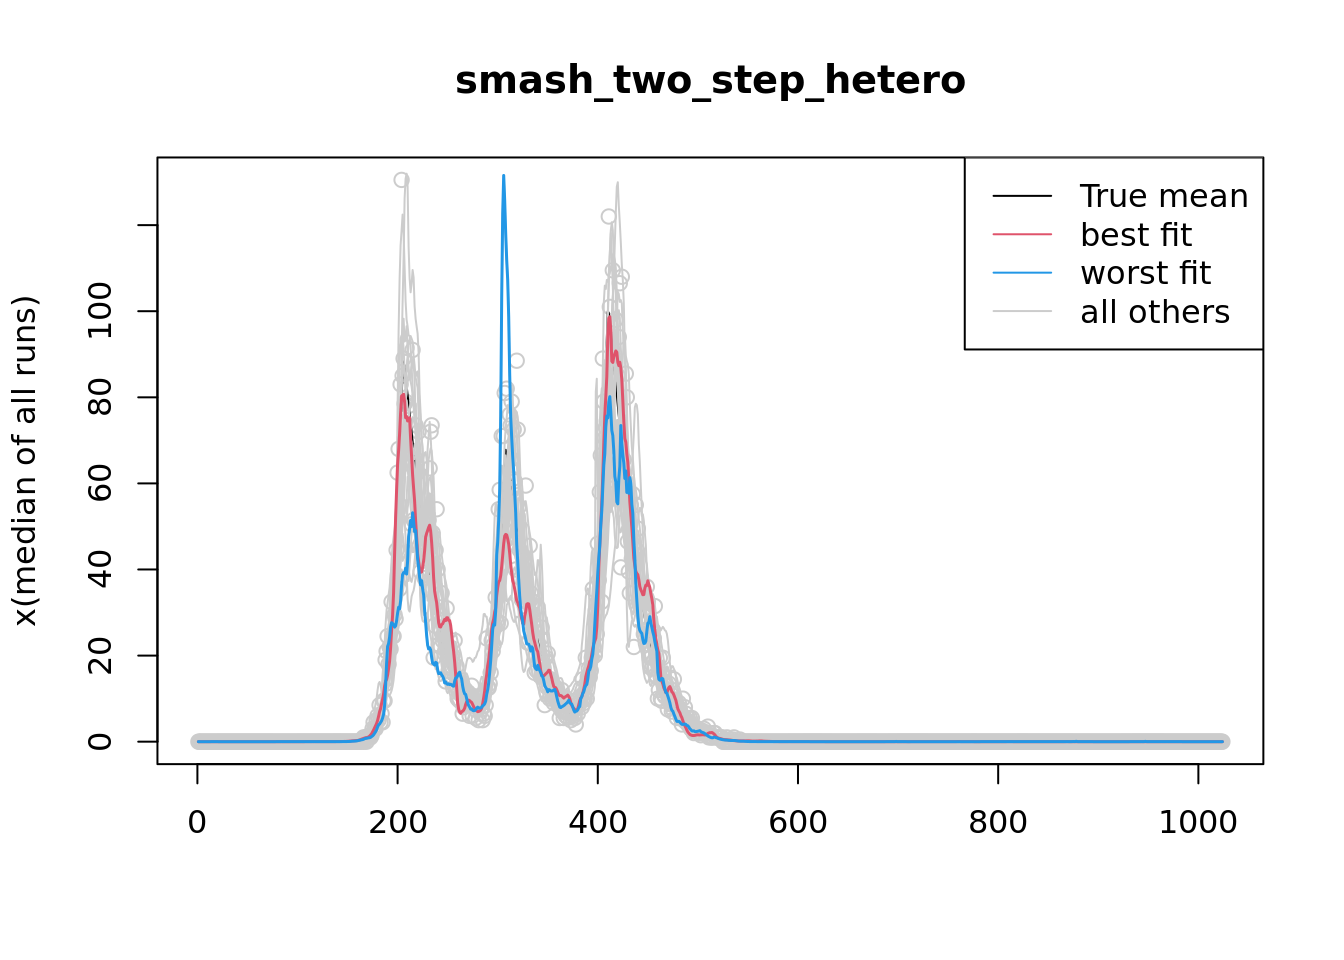 smash_two_step_hetero
True mean
best fit
worst fit
all others
x(median of all runs)
100
80
60
40
20
0
0 200 400 600 800 1000